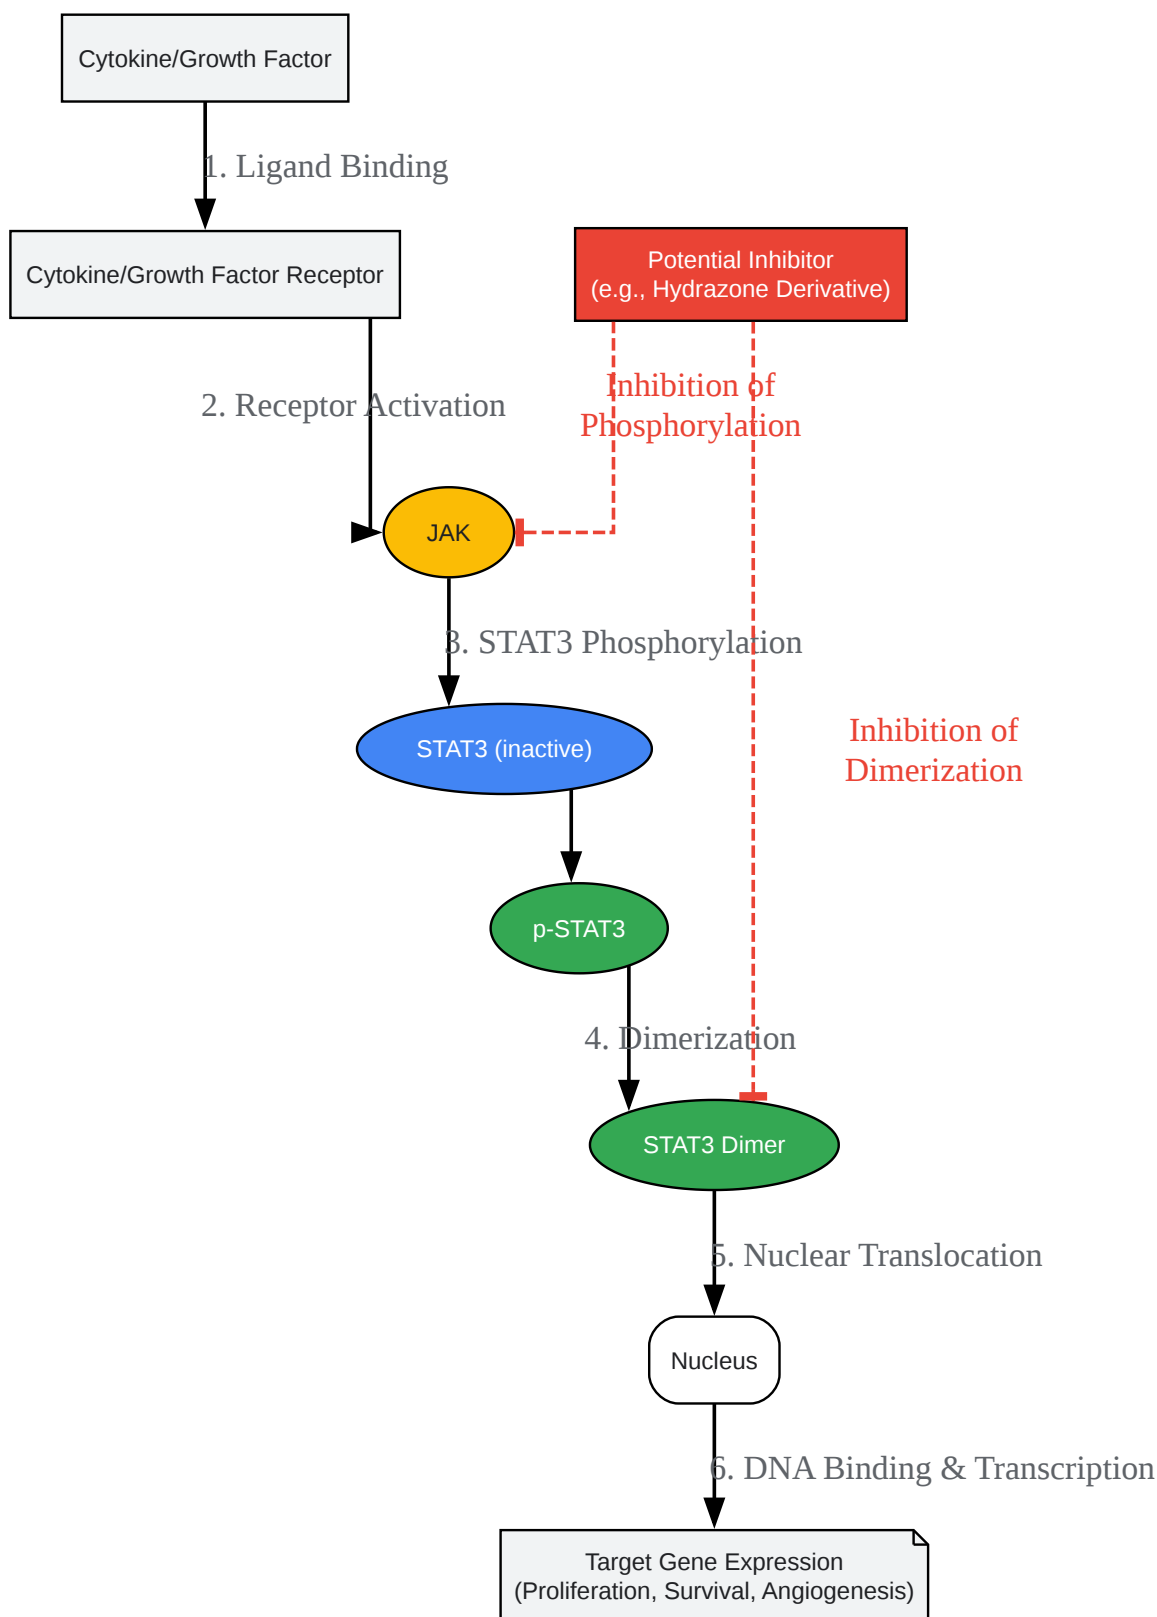 Cytokine/Growth Factor
1. Ligand Binding
Cytokine/Growth Factor Receptor
Potential Inhibitor
(e.g., Hydrazone Derivative)
2. Receptor Activation
Inhibition of
Phosphorylation
JAK
3. STAT3 Phosphorylation
STAT3 (inactive)
Inhibition of
Dimerization
p-STAT3
4. Dimerization
STAT3 Dimer
5. Nuclear Translocation
Nucleus
6. DNA Binding & Transcription
Target Gene Expression
(Proliferation, Survival, Angiogenesis)